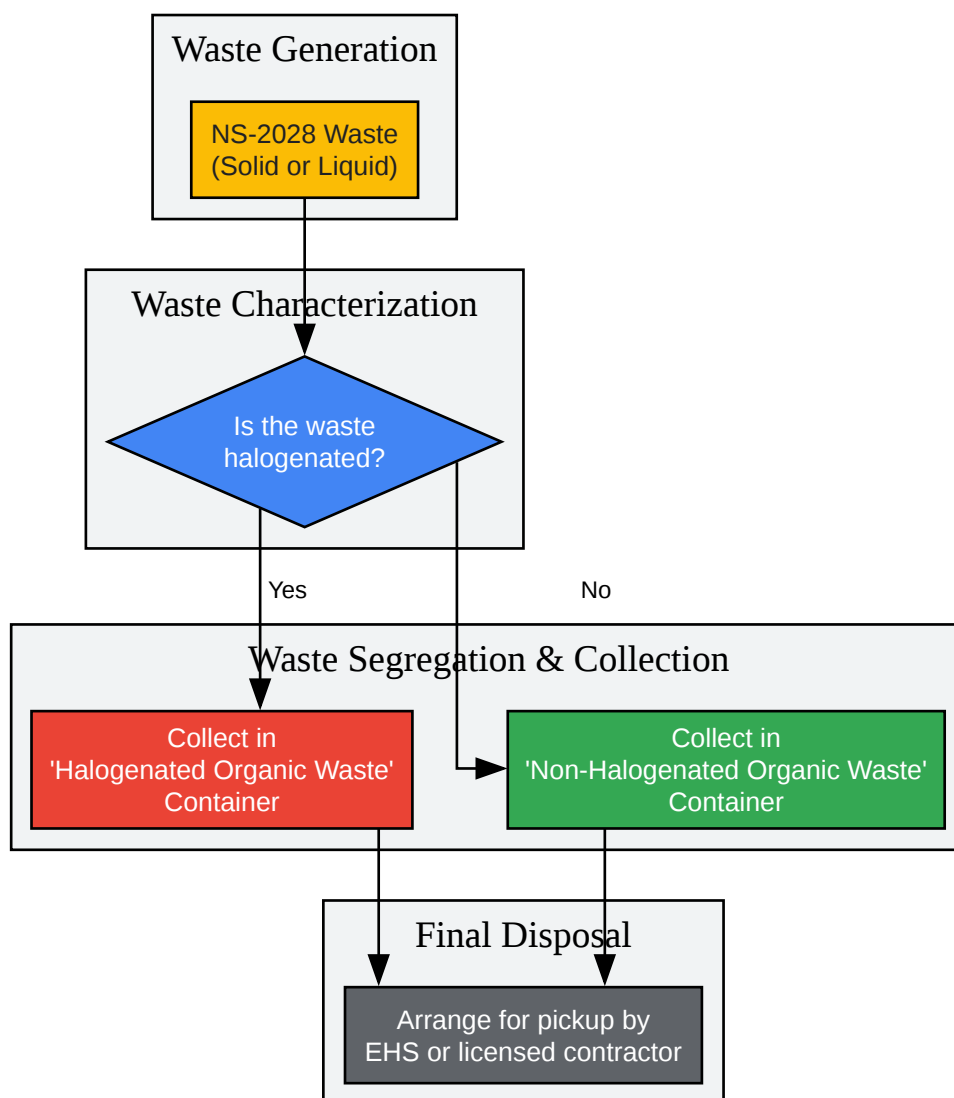 Waste Generation
NS-2028 Waste
(Solid or Liquid)
Waste Characterization
Is the waste
halogenated?
Yes
No
Waste Segregation & Collection
Collect in
'Halogenated Organic Waste'
Container
Collect in
'Non-Halogenated Organic Waste'
Container
Final Disposal
Arrange for pickup by
EHS or licensed contractor